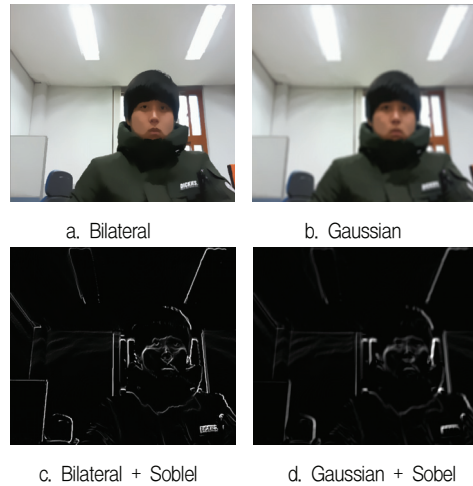 a. Bilateral
b. Gaussian
c. Bilateral + Soblel
d. Gaussian + Sobel